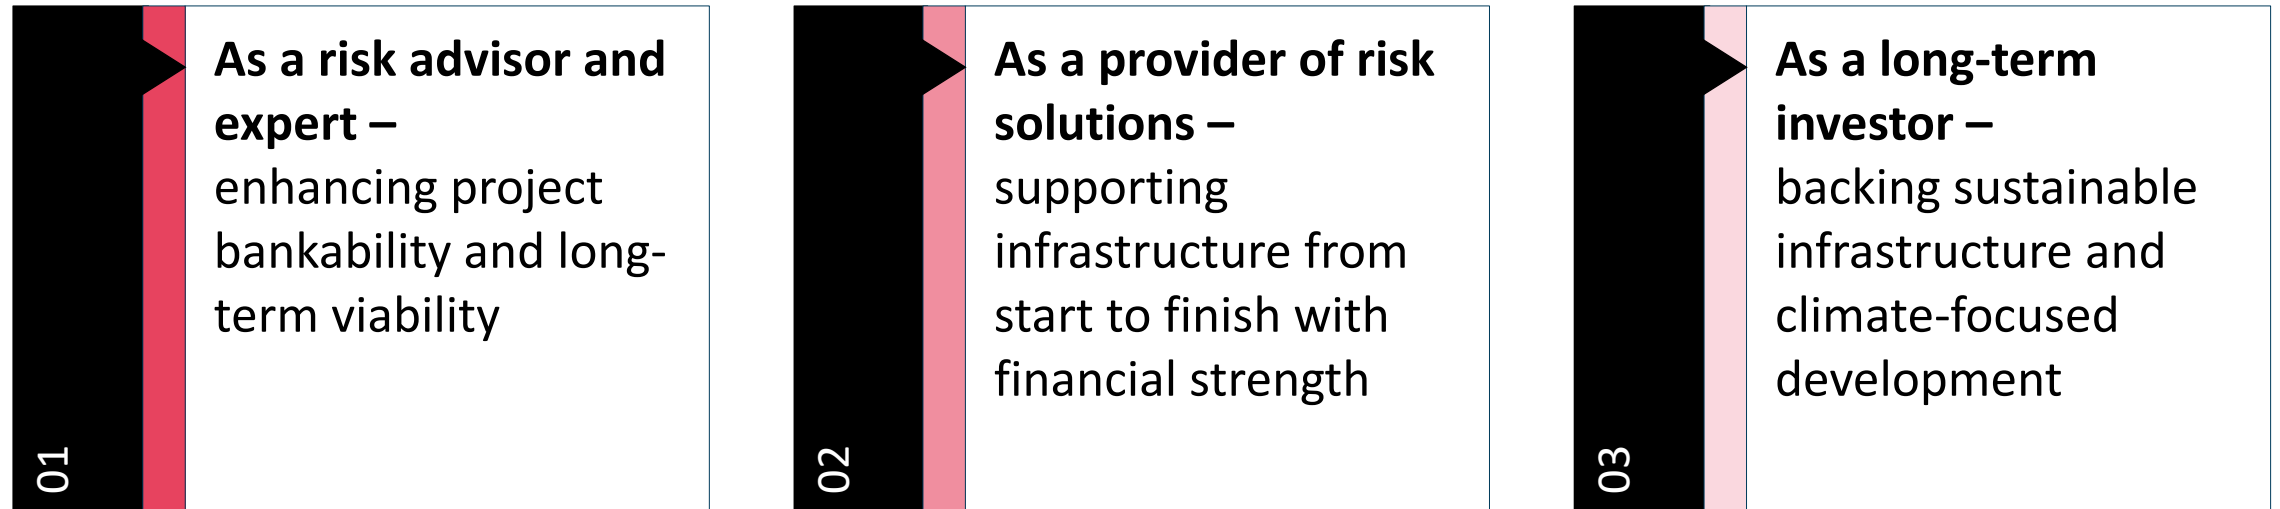 01
As a risk advisor and
expert –
enhancing project
bankability and long-
term viability
02
As a provider of risk
solutions –
supporting
infrastructure from
start to finish with
financial strength
03
As a long-term
investor –
backing sustainable
infrastructure and
climate-focused
development